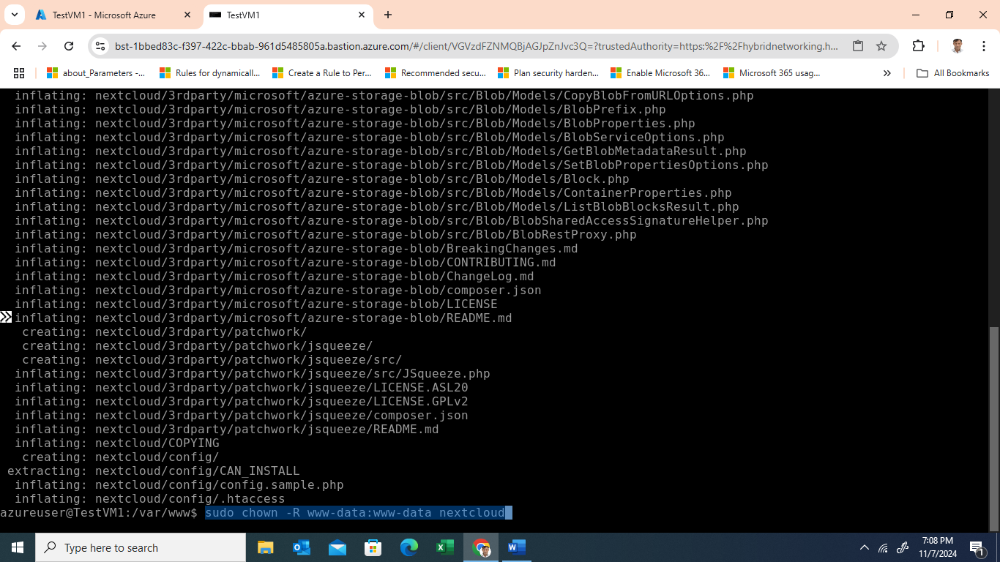 TestVM1 - Microsoft Azure
TestVM1
bst-1bbed83c-f397-422c-bbab-961d5485805a.bastion.azure.com/#/client/VGVzdFZNMQBjAGJpZnJvc3Q=?trustedAuthority=https:%2F%2Fhybridnetworking.h...
about_Parameters -...
Rules for dynamicall...
Create a Rule to Per...
Recommended secu...
Plan security harden...
Enable Microsoft 36...
Microsoft 365 usag...
All Bookmarks
inflating: nextcloud/3rdparty/microsoft/azure-storage-blob/src/Blob/Models/CopyBlobFromURLOptions.php
inflating: nextcloud/3rdparty/microsoft/azure-storage-blob/src/Blob/Models/BlobPrefix.php
inflating: nextcloud/3rdparty/microsoft/azure-storage-blob/src/Blob/Models/BlobProperties.php
inflating: nextcloud/3rdparty/microsoft/azure-storage-blob/src/Blob/Models/BlobServiceOptions.php
inflating: nextcloud/3rdparty/microsoft/azure-storage-blob/src/Blob/Models/GetBlobMetadataResult.php
inflating: nextcloud/3rdparty/microsoft/azure-storage-blob/src/Blob/Models/SetBlobPropertiesOptions.php
inflating: nextcloud/3rdparty/microsoft/azure-storage-blob/src/Blob/Models/Block.php
inflating: nextcloud/3rdparty/microsoft/azure-storage-blob/src/Blob/Models/ContainerProperties.php
inflating: nextcloud/3rdparty/microsoft/azure-storage-blob/src/Blob/Models/ListBlobBlocksResult.php
inflating: nextcloud/3rdparty/microsoft/azure-storage-blob/src/Blob/BlobSharedAccessSignatureHelper.php
inflating: nextcloud/3rdparty/microsoft/azure-storage-blob/src/Blob/BlobRestProxy.php
inflating: nextcloud/3rdparty/microsoft/azure-storage-blob/BreakingChanges.md
inflating: nextcloud/3rdparty/microsoft/azure-storage-blob/CONTRIBUTING.md
inflating: nextcloud/3rdparty/microsoft/azure-storage-blob/ChangeLog.md
inflating: nextcloud/3rdparty/microsoft/azure-storage-blob/composer.json
inflating: nextcloud/3rdparty/microsoft/azure-storage-blob/LICENSE
inflating: nextcloud/3rdparty/microsoft/azure-storage-blob/README.md
creating: nextcloud/3rdparty/patchwork/
creating: nextcloud/3rdparty/patchwork/jsqueeze/
creating: nextcloud/3rdparty/patchwork/jsqueeze/src/
inflating: nextcloud/3rdparty/patchwork/jsqueeze/src/JSqueeze.php
inflating: nextcloud/3rdparty/patchwork/jsqueeze/LICENSE.ASL20
inflating: nextcloud/3rdparty/patchwork/jsqueeze/LICENSE.GPLv2
inflating: nextcloud/3rdparty/patchwork/jsqueeze/composer.json
inflating: nextcloud/3rdparty/patchwork/jsqueeze/README.md
inflating: nextcloud/COPYING
creating: nextcloud/config/
extracting: nextcloud/config/CAN_INSTALL
inflating: nextcloud/config/config.sample.php
inflating: nextcloud/config/.htaccess
azureuser@TestVM1:/var/www$ sudo chown -R www-data:www-data nextcloud
Type here to search
7:08 PM
11/7/2024
1